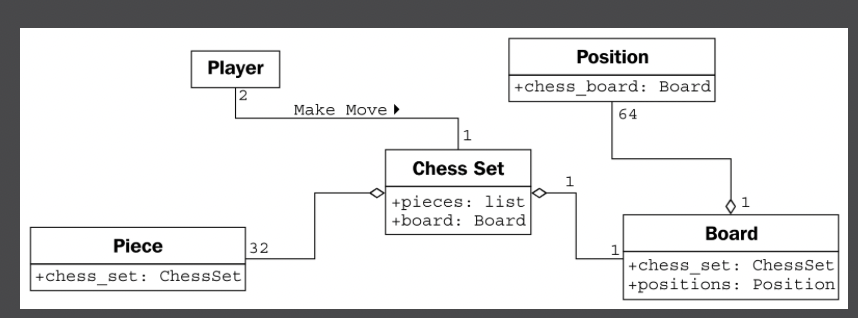 Player
2
Make Move
1
Position
+chess_board: Board
64
Chess Set
+pieces: list
+board: Board
1
1
1
Piece
+chess_set: ChessSet
32
Board
+chess_set: ChessSet
+positions: Position